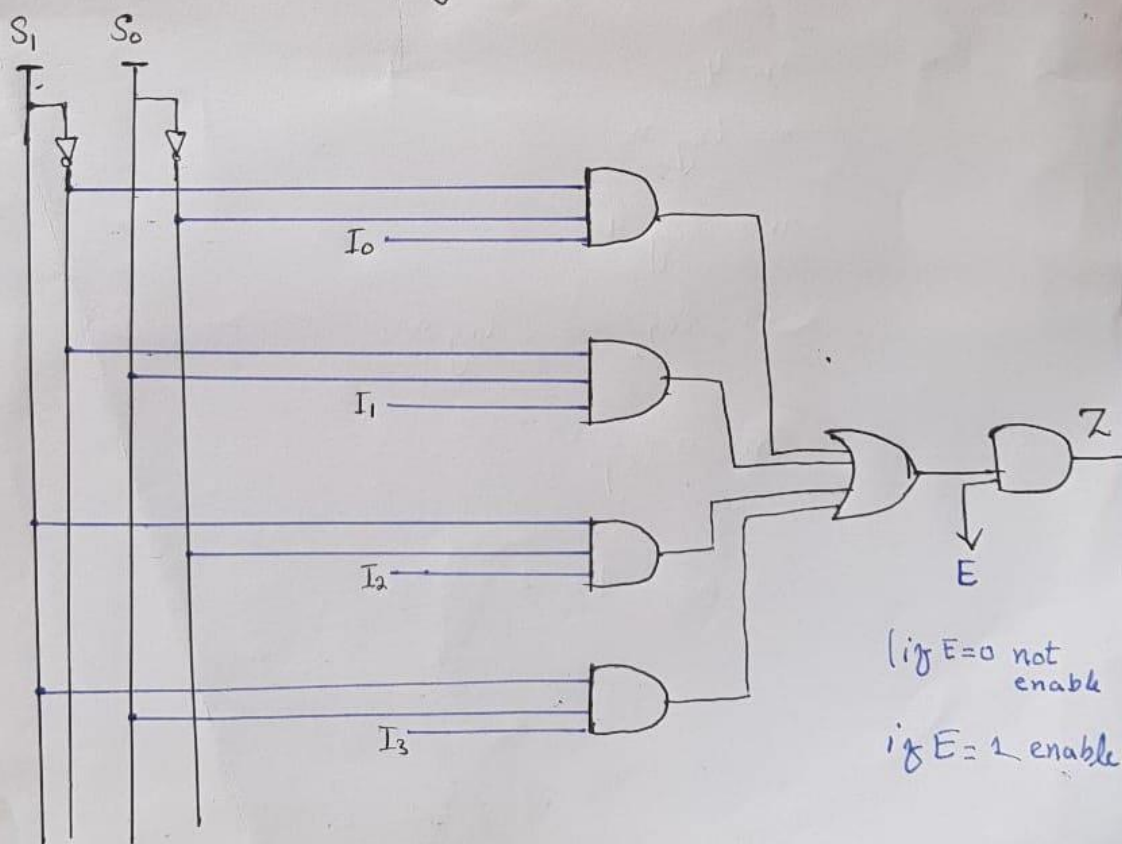 S₁ S₀
I₀
I₁
Z
I₂
E
(if E=0 not
enable
I₃
if E=1 enable